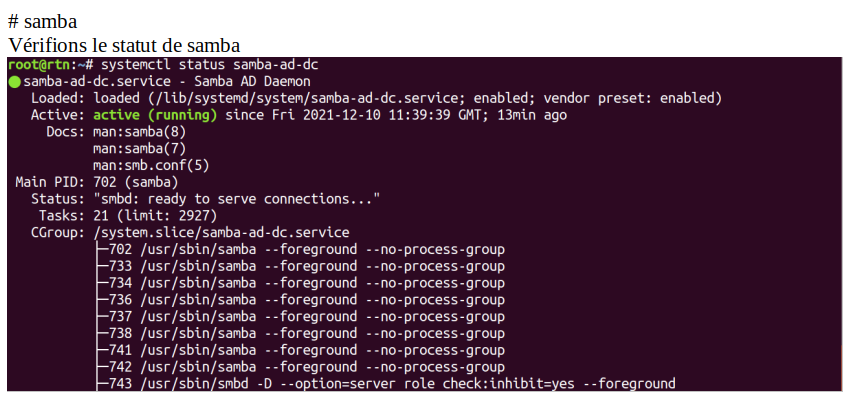 # samba
Vérifions le statut de samba
root@rtn:~# systemctl status samba-ad-dc
● samba-ad-dc.service - Samba AD Daemon
   Loaded: loaded (/lib/systemd/system/samba-ad-dc.service; enabled; vendor preset: enabled)
   Active: active (running) since Fri 2021-12-10 11:39:39 GMT; 13min ago
     Docs: man:samba(8)
           man:samba(7)
           man:smb.conf(5)
 Main PID: 702 (samba)
   Status: "smbd: ready to serve connections..."
    Tasks: 21 (limit: 2927)
   CGroup: /system.slice/samba-ad-dc.service
           ├─702 /usr/sbin/samba --foreground --no-process-group
           ├─733 /usr/sbin/samba --foreground --no-process-group
           ├─734 /usr/sbin/samba --foreground --no-process-group
           ├─736 /usr/sbin/samba --foreground --no-process-group
           ├─737 /usr/sbin/samba --foreground --no-process-group
           ├─738 /usr/sbin/samba --foreground --no-process-group
           ├─741 /usr/sbin/samba --foreground --no-process-group
           ├─742 /usr/sbin/samba --foreground --no-process-group
           ├─743 /usr/sbin/smbd -D --option=server role check:inhibit=yes --foreground